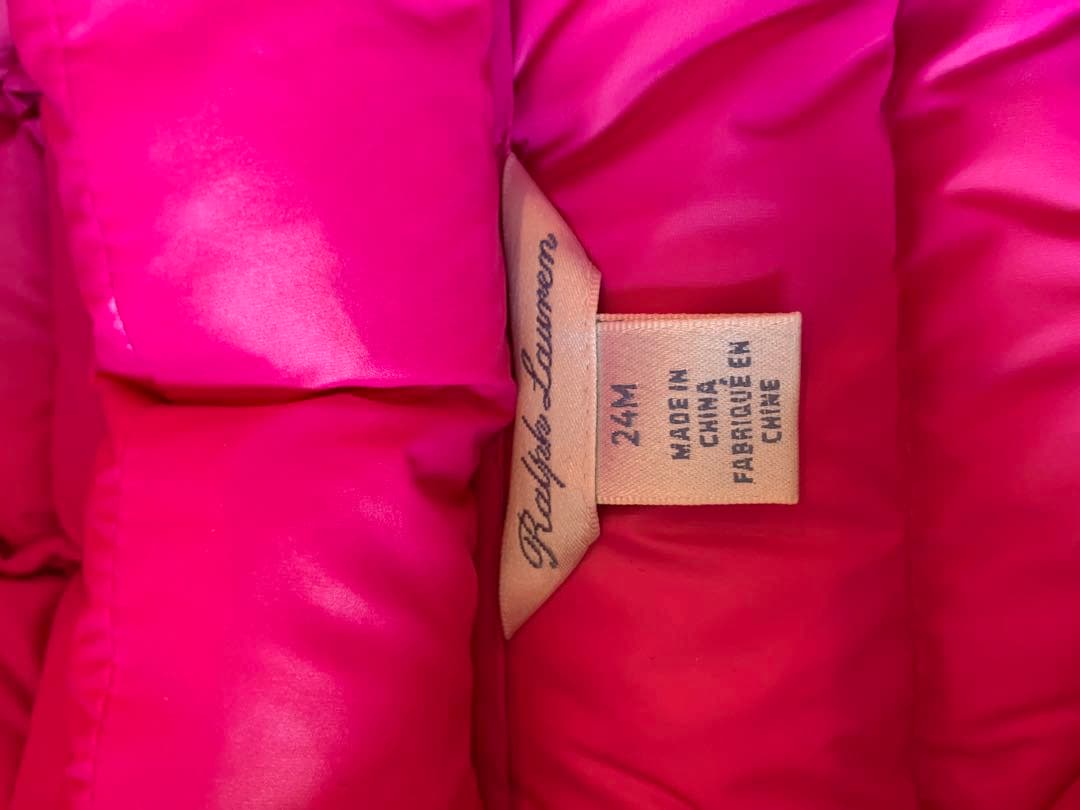 Ralph Lauren
24M
MADE IN
CHINA
FABRIQUÉ EN
CHINE